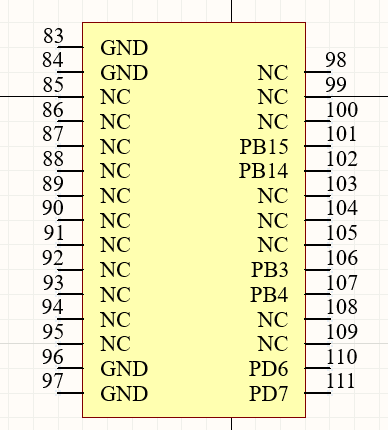 83 GND
84 GND NC 98
85 NC NC 99
86 NC NC 100
87 NC PB15 101
88 NC PB14 102
89 NC NC 103
90 NC NC 104
91 NC NC 105
92 NC PB3 106
93 NC PB4 107
94 NC NC 108
95 NC NC 109
96 GND PD6 110
97 GND PD7 111